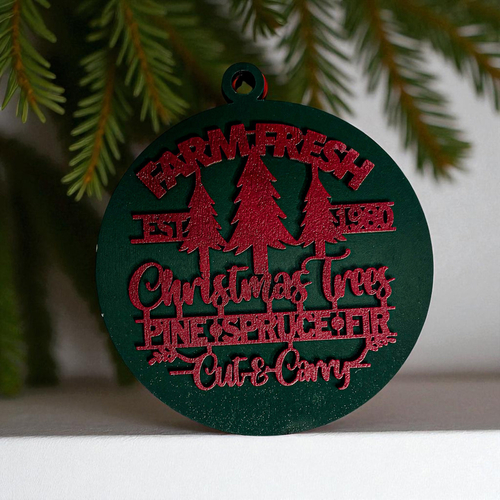 FARM FRESH
EST 1980
Christmas Trees
PINE • SPRUCE • FIR
Cut & Carry